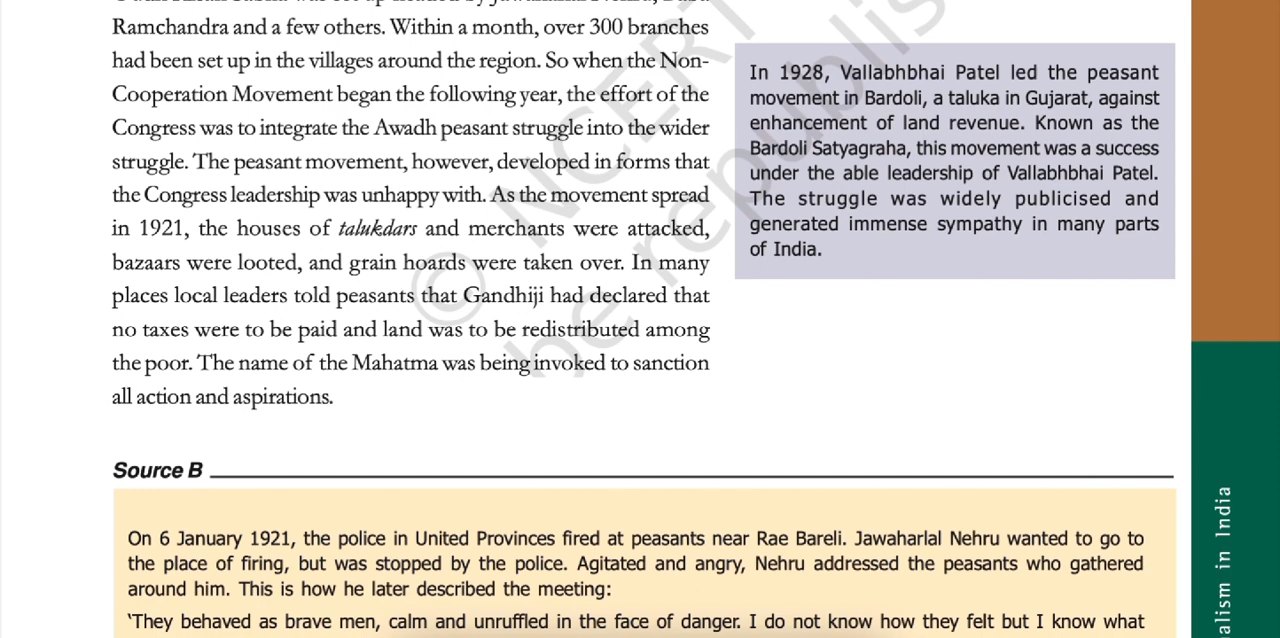 Ramchandra and a few others. Within a month, over 300 branches
had been set up in the villages around the region. So when the Non-
Cooperation Movement began the following year, the effort of the
Congress was to integrate the Awadh peasant struggle into the wider
struggle. The peasant movement, however, developed in forms that
the Congress leadership was unhappy with. As the movement spread
in 1921, the houses of talukdars and merchants were attacked,
bazaars were looted, and grain hoards were taken over. In many
places local leaders told peasants that Gandhiji had declared that
no taxes were to be paid and land was to be redistributed among
the poor. The name of the Mahatma was being invoked to sanction
all action and aspirations.
In 1928, Vallabhbhai Patel led the peasant
movement in Bardoli, a taluka in Gujarat, against
enhancement of land revenue. Known as the
Bardoli Satyagraha, this movement was a success
under the able leadership of Vallabhbhai Patel.
The struggle was widely publicised and
generated immense sympathy in many parts
of India.
Source B
On 6 January 1921, the police in United Provinces fired at peasants near Rae Bareli. Jawaharlal Nehru wanted to go to
the place of firing, but was stopped by the police. Agitated and angry, Nehru addressed the peasants who gathered
around him. This is how he later described the meeting:
‘They behaved as brave men, calm and unruffled in the face of danger. I do not know how they felt but I know what
alism in India
© NCERT
be republis